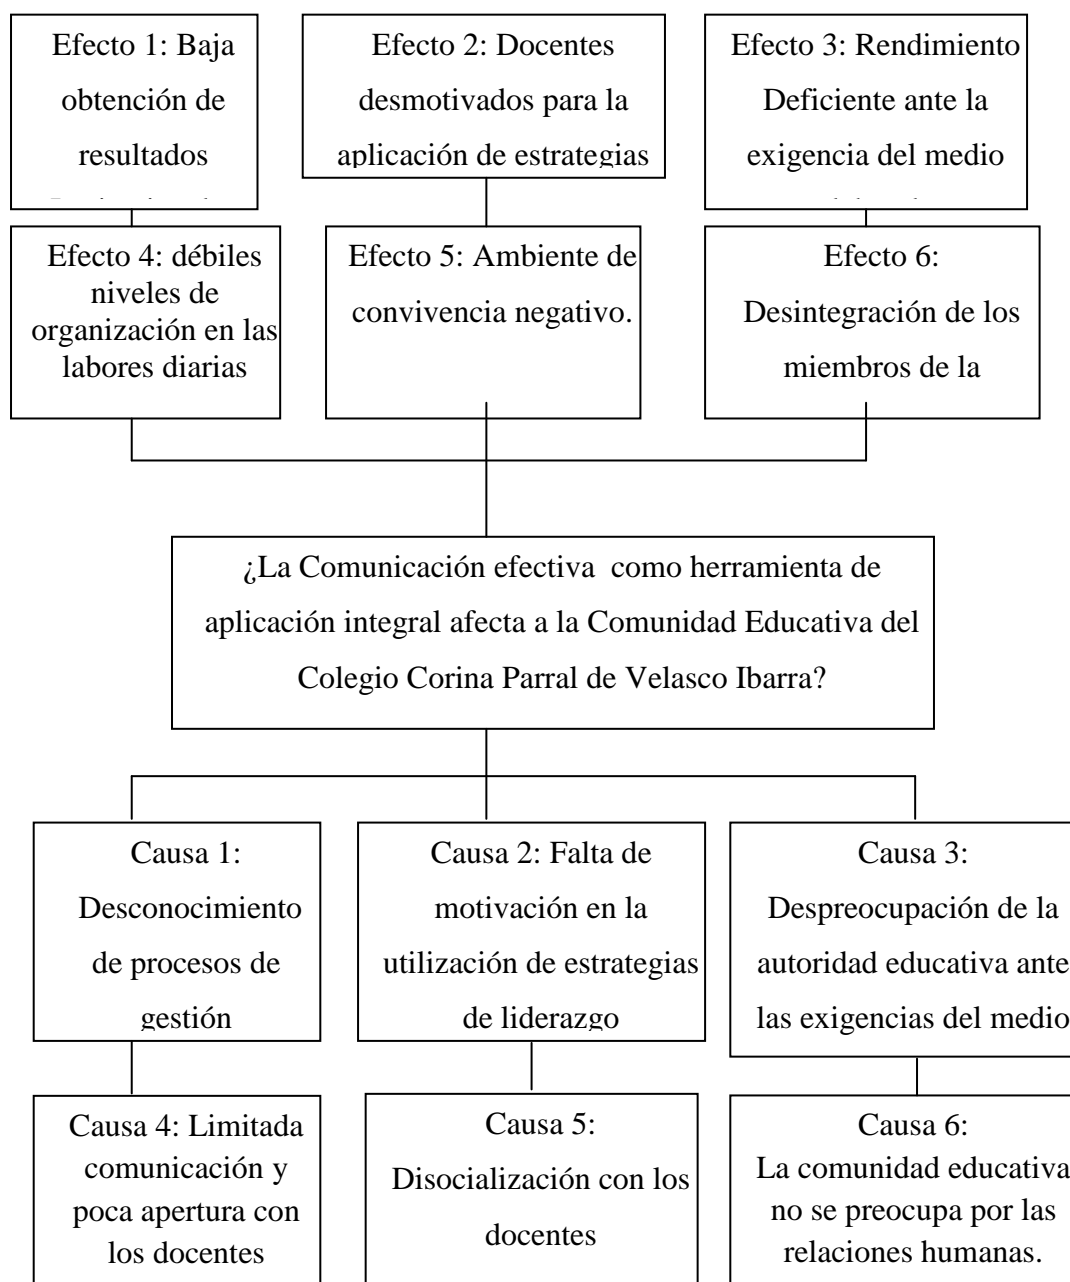 Efecto 1: Baja
obtención de
resultados
Efecto 2: Docentes
desmotivados para la
aplicación de estrategias
Efecto 3: Rendimiento
Deficiente ante la
exigencia del medio
Efecto 4: débiles
niveles de
organización en las
labores diarias
Efecto 5: Ambiente de
convivencia negativo.
Efecto 6:
Desintegración de los
miembros de la
¿La Comunicación efectiva como herramienta de
aplicación integral afecta a la Comunidad Educativa del
Colegio Corina Parral de Velasco Ibarra?
Causa 1:
Desconocimiento
de procesos de
gestión
Causa 2: Falta de
motivación en la
utilización de estrategias
de liderazgo
Causa 3:
Despreocupación de la
autoridad educativa ante
las exigencias del medio
Causa 4: Limitada
comunicación y
poca apertura con
los docentes
Causa 5:
Disocialización con los
docentes
Causa 6:
La comunidad educativa
no se preocupa por las
relaciones humanas.